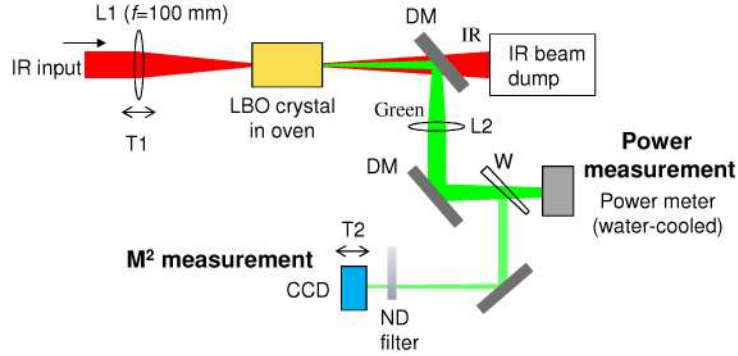 L1 (f=100 mm)
DM
IR
IR input
IR beam
dump
LBO crystal
in oven
T1
Green
L2
DM
W
Power
measurement
Power meter
(water-cooled)
T2
M² measurement
CCD
ND
filter